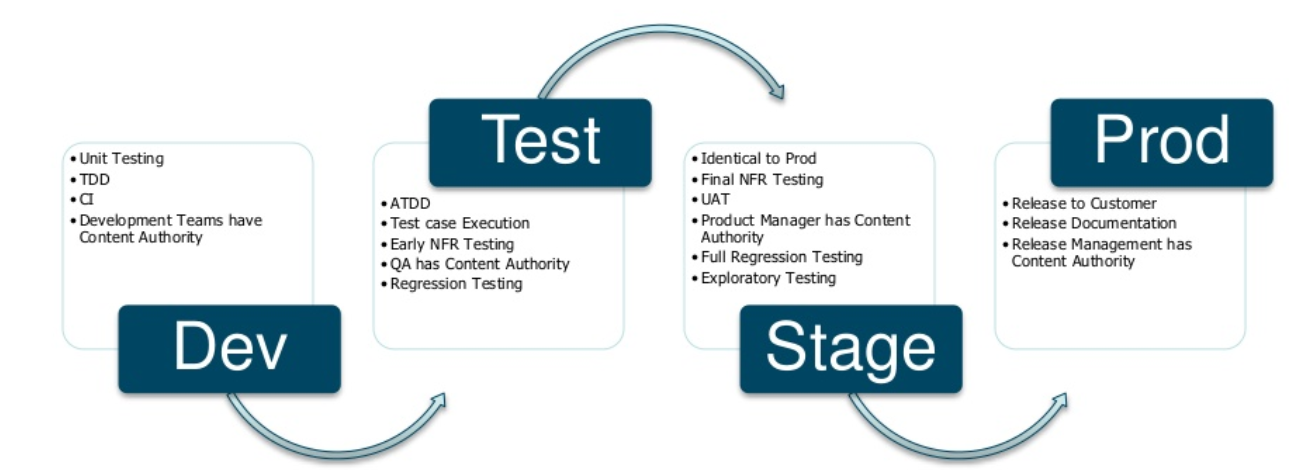 • Unit Testing
• TDD
• CI
• Development Teams have
Content Authority
Dev
Test
• ATDD
• Test case Execution
• Early NFR Testing
• QA has Content Authority
• Regression Testing
• Identical to Prod
• Final NFR Testing
• UAT
• Product Manager has Content
Authority
• Full Regression Testing
• Exploratory Testing
Stage
Prod
• Release to Customer
• Release Documentation
• Release Management has
Content Authority